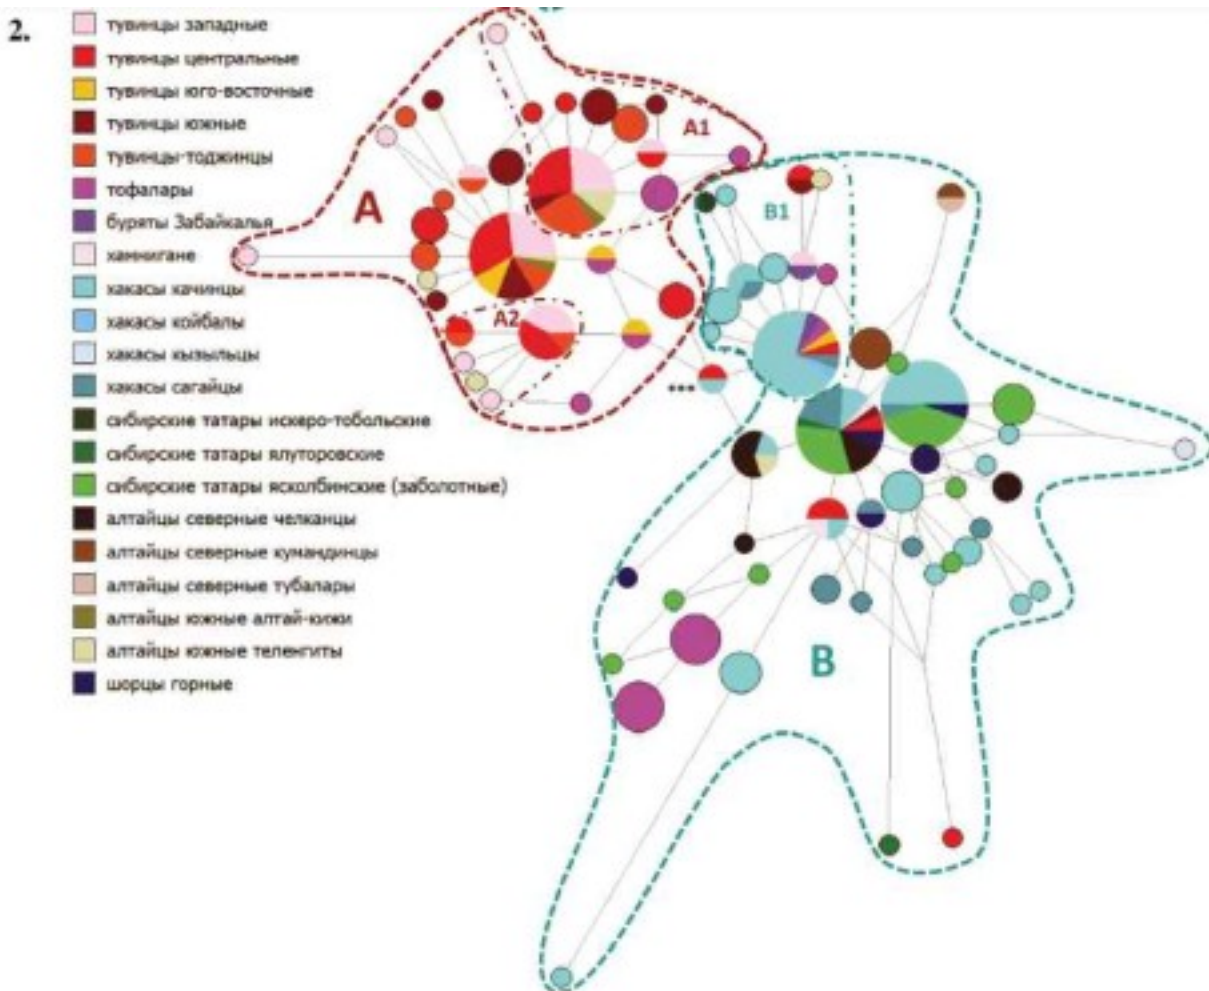 2.
тувинцы западные
тувинцы центральные
тувинцы юго-восточные
тувинцы южные
тувинцы-тоджинцы
тофалары
буряты Забайкалья
хамнигане
хакасы качинцы
хакасы койбалы
хакасы кызыльцы
хакасы сагайцы
сибирские татары искеро-тобольские
сибирские татары ялуторовские
сибирские татары ясколбинские (заболотные)
алтайцы северные челканцы
алтайцы северные кумандинцы
алтайцы северные тубалары
алтайцы южные алтай-кижи
алтайцы южные теленгиты
шорцы горные
A
A1
A2
B1
***
B